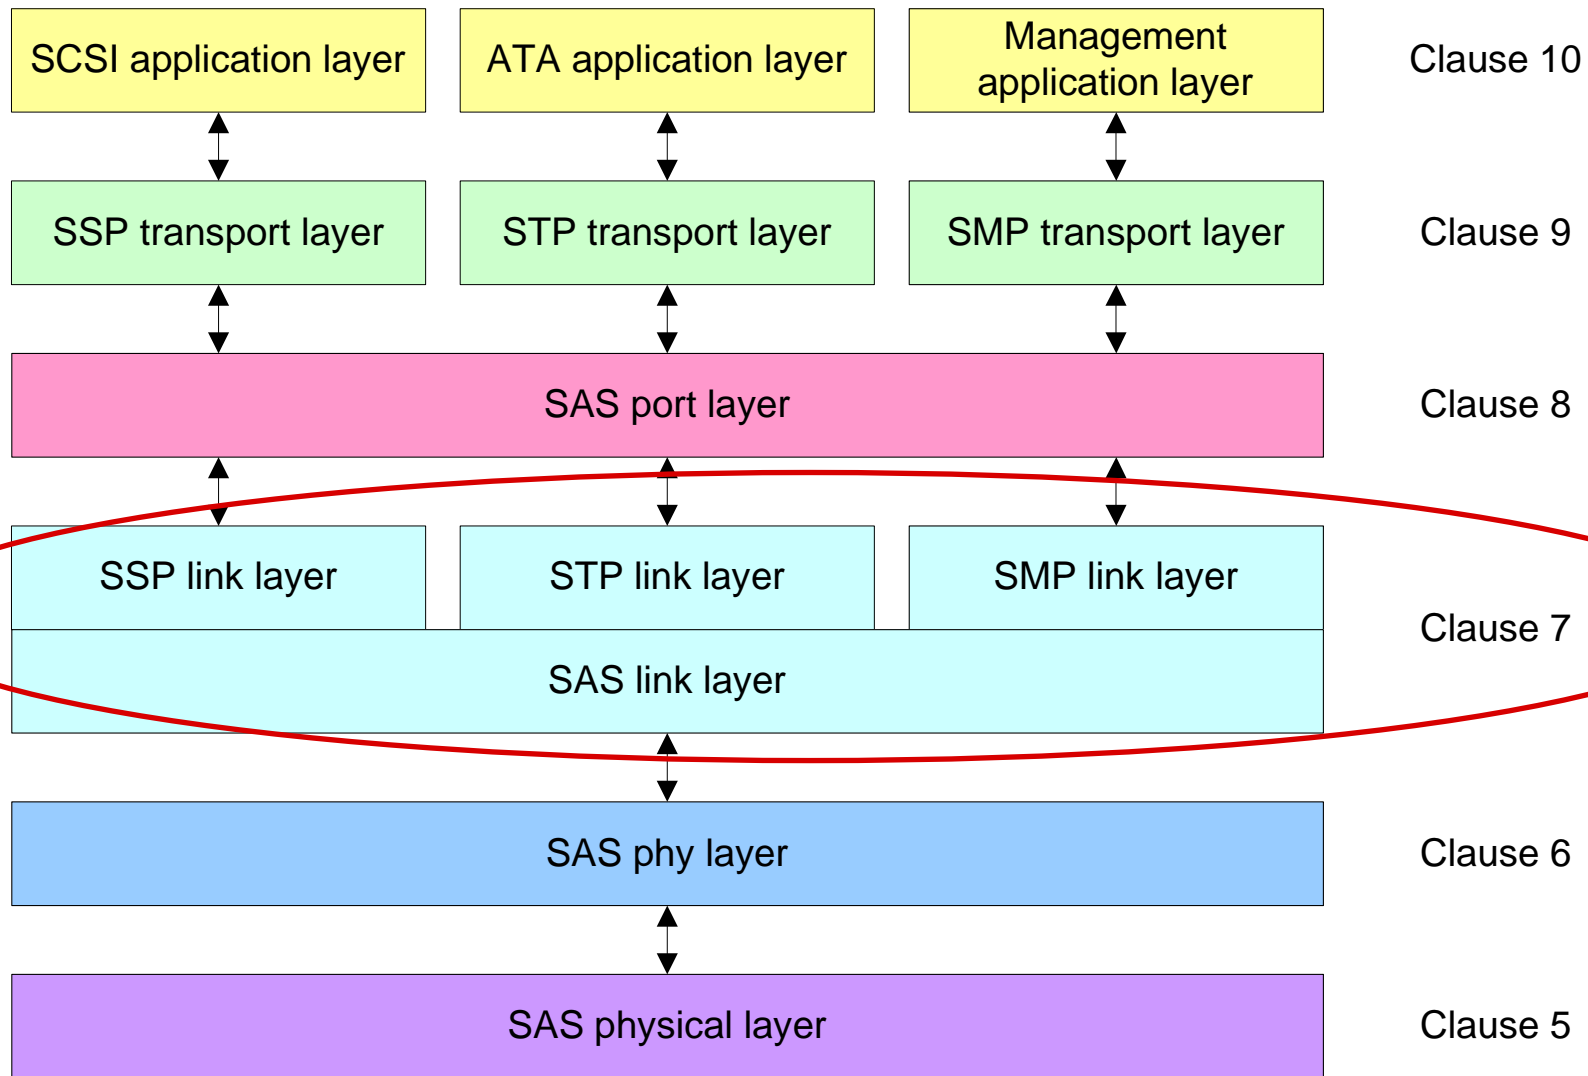 SCSI application layer
ATA application layer
Management
application layer
Clause 10
SSP transport layer
STP transport layer
SMP transport layer
Clause 9
SAS port layer
Clause 8
SSP link layer
STP link layer
SMP link layer
Clause 7
SAS link layer
SAS phy layer
Clause 6
SAS physical layer
Clause 5